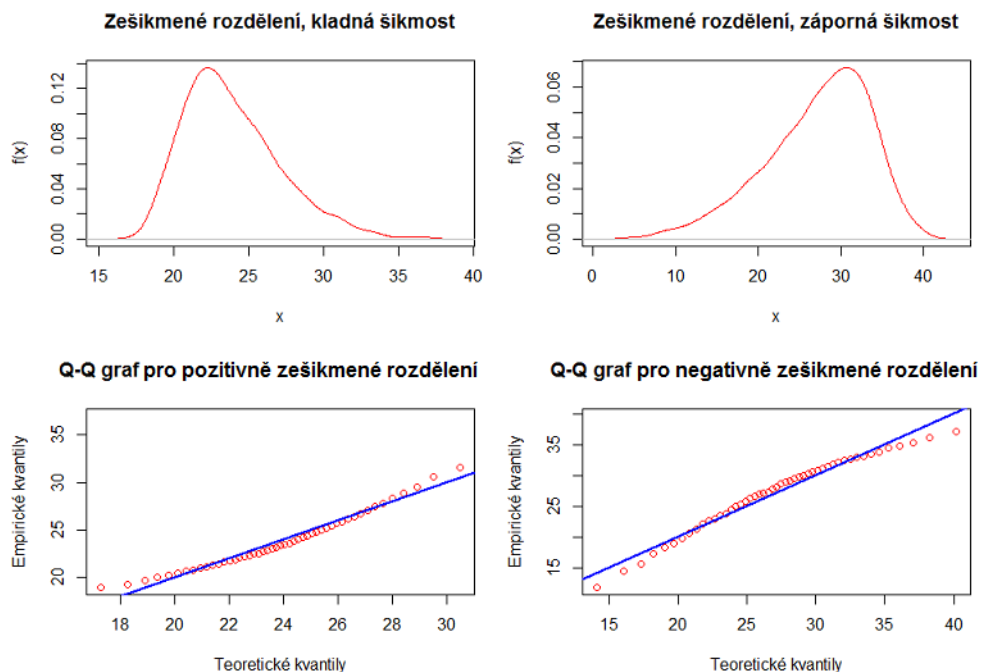 Zešikmené rozdělení, kladná šikmost
f(x)
0.12
0.08
0.04
0.00
15 20 25 30 35 40
x
Zešikmené rozdělení, záporná šikmost
f(x)
0.06
0.04
0.02
0.00
0 10 20 30 40
x
Q-Q graf pro pozitivně zešikmené rozdělení
Empirické kvantily
35
30
25
20
18 20 22 24 26 28 30
Teoretické kvantily
Q-Q graf pro negativně zešikmené rozdělení
Empirické kvantily
35
25
15
15 20 25 30 35 40
Teoretické kvantily